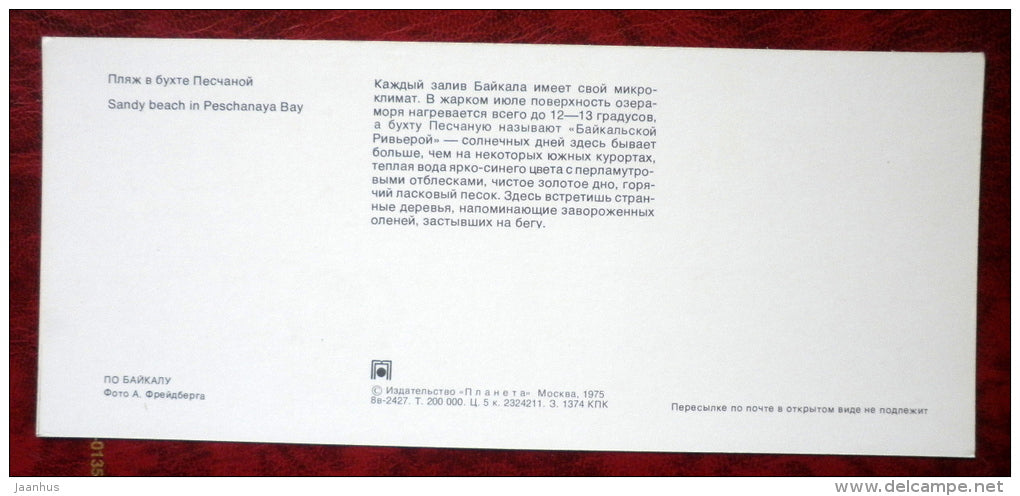 Пляж в бухте Песчаной
Sandy beach in Peschanaya Bay
Каждый залив Байкала имеет свой микро-
климат. В жарком июле поверхность озера-
моря нагревается всего до 12—13 градусов,
а бухту Песчаную называют «Байкальской
Ривьерой» — солнечных дней здесь бывает
больше, чем на некоторых южных курортах,
теплая вода ярко-синего цвета с перламутро-
выми отблесками, чистое золотое дно, горя-
чий ласковый песок. Здесь встретишь стран-
ные деревья, напоминающие завороженных
оленей, застывших на бегу.
ПО БАЙКАЛУ
Фото А. Фрейдберга
© Издательство «Планета» Москва, 1975
8в-2427. Т. 200 000. Ц. 5 к. 2324211. З. 1374 КПК
Пересылке по почте в открытом виде не подлежит
-0135
jaanhus
delcampe.net